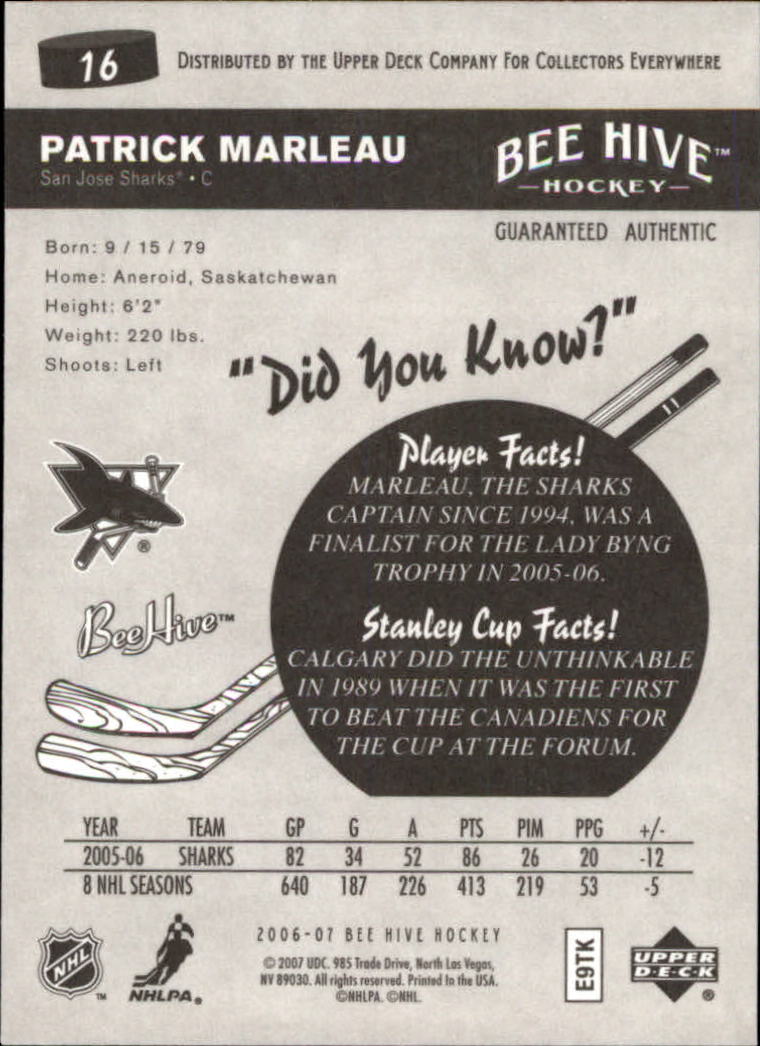 16
DISTRIBUTED BY THE UPPER DECK COMPANY FOR COLLECTORS EVERYWHERE
PATRICK MARLEAU
San Jose Sharks® • C
BEE HIVE™
HOCKEY
GUARANTEED AUTHENTIC
Born: 9 / 15 / 79
Home: Aneroid, Saskatchewan
Height: 6'2"
Weight: 220 lbs.
Shoots: Left
"Did You Know?"
Player Facts!
MARLEAU, THE SHARKS
CAPTAIN SINCE 1994, WAS A
FINALIST FOR THE LADY BYNG
TROPHY IN 2005-06.
®
BeeHive™
Stanley Cup Facts!
CALGARY DID THE UNTHINKABLE
IN 1989 WHEN IT WAS THE FIRST
TO BEAT THE CANADIENS FOR
THE CUP AT THE FORUM.
YEAR TEAM GP G A PTS PIM PPG +/-
2005-06 SHARKS 82 34 52 86 26 20 -12
8 NHL SEASONS 640 187 226 413 219 53 -5
NHL ™
NHLPA®
2006-07 BEE HIVE HOCKEY
© 2007 UDC. 985 Trade Drive, North Las Vegas,
NV 89030. All rights reserved. Printed In the USA.
©NHLPA. ©NHL.
E9TK
UPPER
D·E·C·K
®